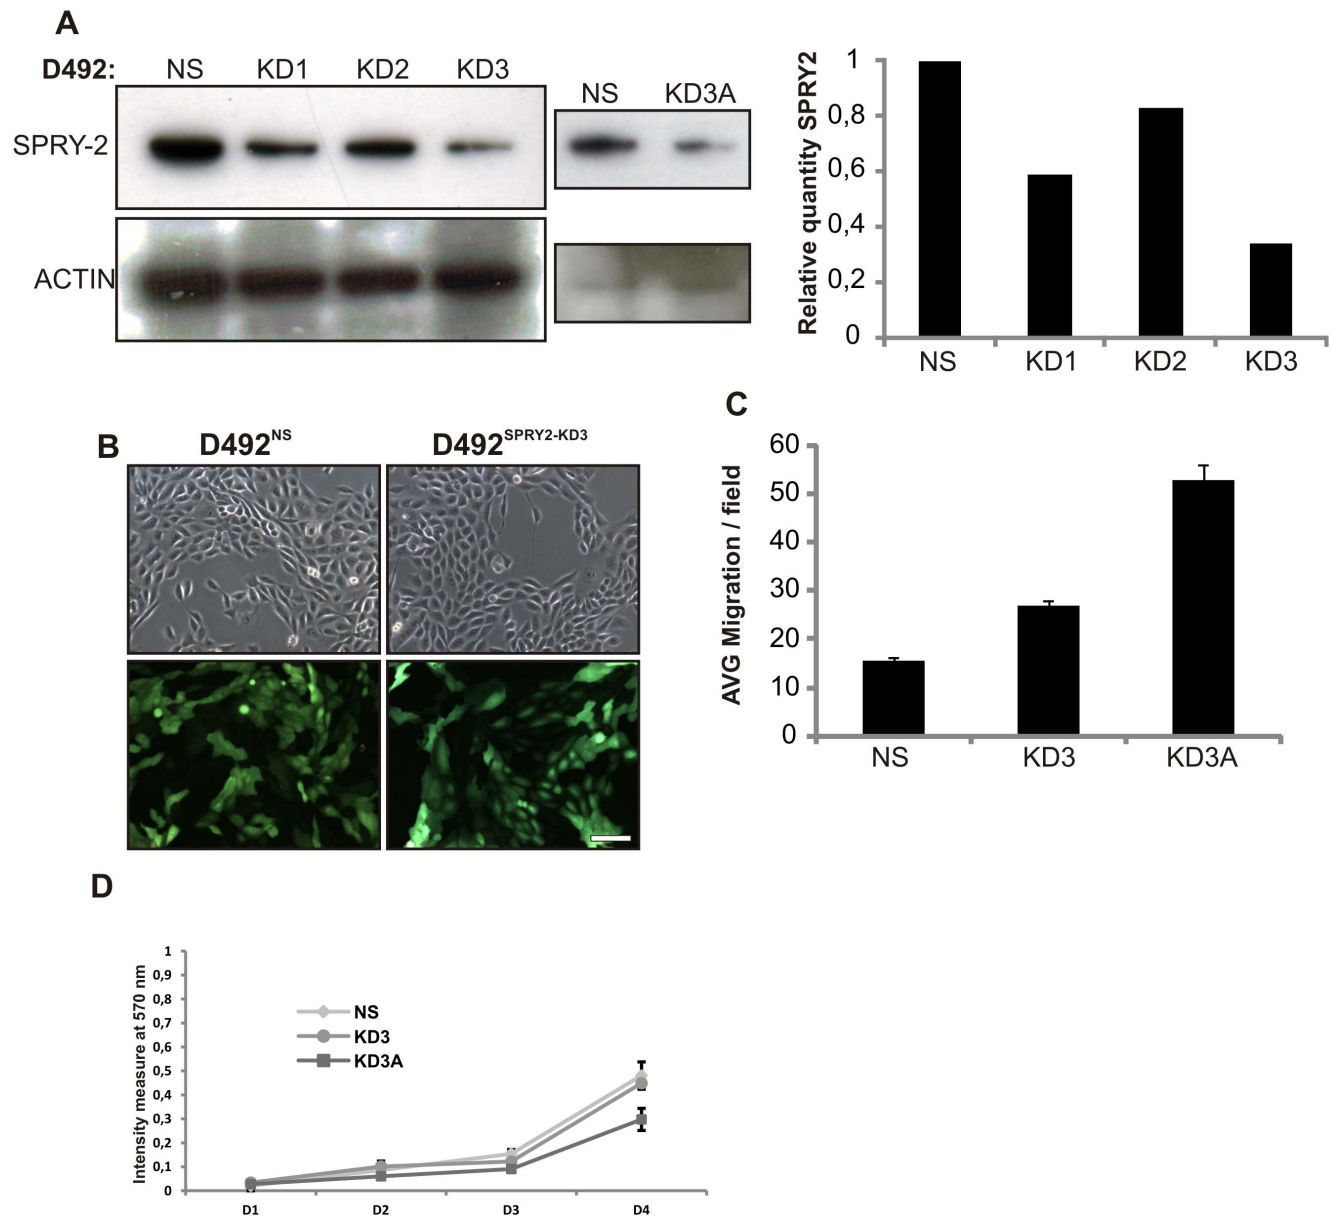 A
D492: NS KD1 KD2 KD3
NS KD3A
SPRY-2
ACTIN
Relative quantity SPRY2
1
0,8
0,6
0,4
0,2
0
NS KD1 KD2 KD3
B
D492NS D492SPRY2-KD3
C
AVG Migration / field
60
50
40
30
20
10
0
NS KD3 KD3A
D
Intensity measure at 570 nm
1
0,9
0,8
0,7
0,6
0,5
0,4
0,3
0,2
0,1
0
NS
KD3
KD3A
D1 D2 D3 D4